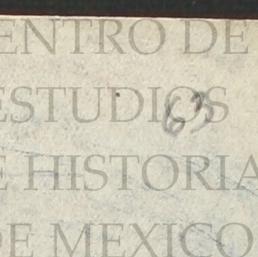 ENTRO DE
ESTUDIOS
63
E HISTORIA
DE MEXICO